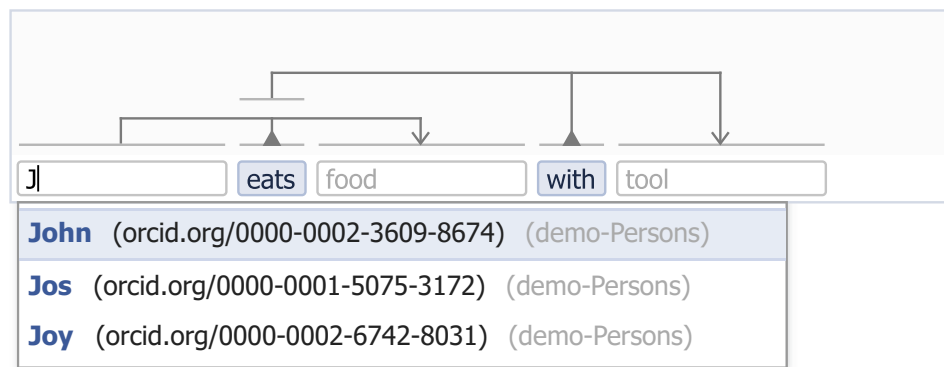 J eats food with tool
John (orcid.org/0000-0002-3609-8674) (demo-Persons)
Jos (orcid.org/0000-0001-5075-3172) (demo-Persons)
Joy (orcid.org/0000-0002-6742-8031) (demo-Persons)